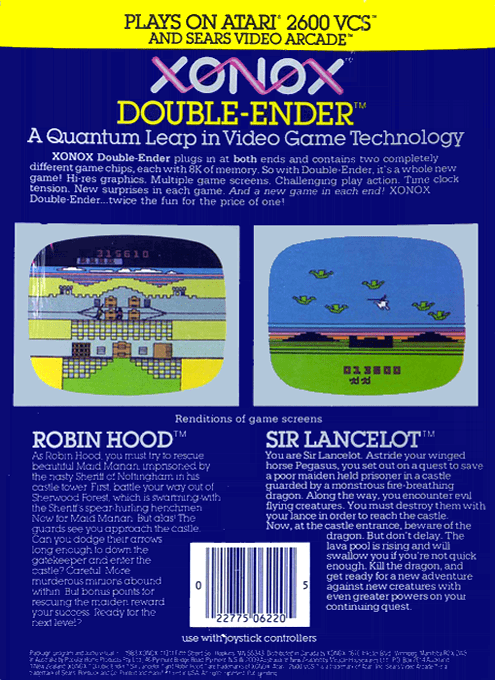 PLAYS ON ATARI® 2600 VCS™
AND SEARS VIDEO ARCADE™
XONOX™
DOUBLE-ENDER™
A Quantum Leap in Video Game Technology
XONOX Double-Ender plugs in at both ends and contains two completely
different game chips, each with 8K of memory. So with Double-Ender, it's a whole new
game! Hi-res graphics. Multiple game screens. Challenging play action. Time clock
tension. New surprises in each game. And a new game in each end! XONOX
Double-Ender...twice the fun for the price of one!
315610
013800
Renditions of game screens
ROBIN HOOD™
As Robin Hood, you must try to rescue
beautiful Maid Marian, imprisoned by
the nasty Sheriff of Nottingham in his
castle tower. First, battle your way out of
Sherwood Forest, which is swarming with
the Sheriff's spear-hurling henchmen.
Now for Maid Marian. But alas! The
guards see you approach the castle.
Can you dodge their arrows
long enough to down the
gatekeeper and enter the
castle? Careful. More
murderous minions abound
within. But bonus points for
rescuing the maiden reward
your success. Ready for the
next level?
SIR LANCELOT™
You are Sir Lancelot. Astride your winged
horse Pegasus, you set out on a quest to save
a poor maiden held prisoner in a castle
guarded by a monstrous fire-breathing
dragon. Along the way, you encounter evil
flying creatures. You must destroy them with
your lance in order to reach the castle.
Now, at the castle entrance, beware of the
dragon. But don't delay. The
lava pool is rising and will
swallow you if you're not quick
enough. Kill the dragon, and
get ready for a new adventure
against new creatures with
even greater powers on your
continuing quest.
0 22775 06220 5
use with joystick controllers